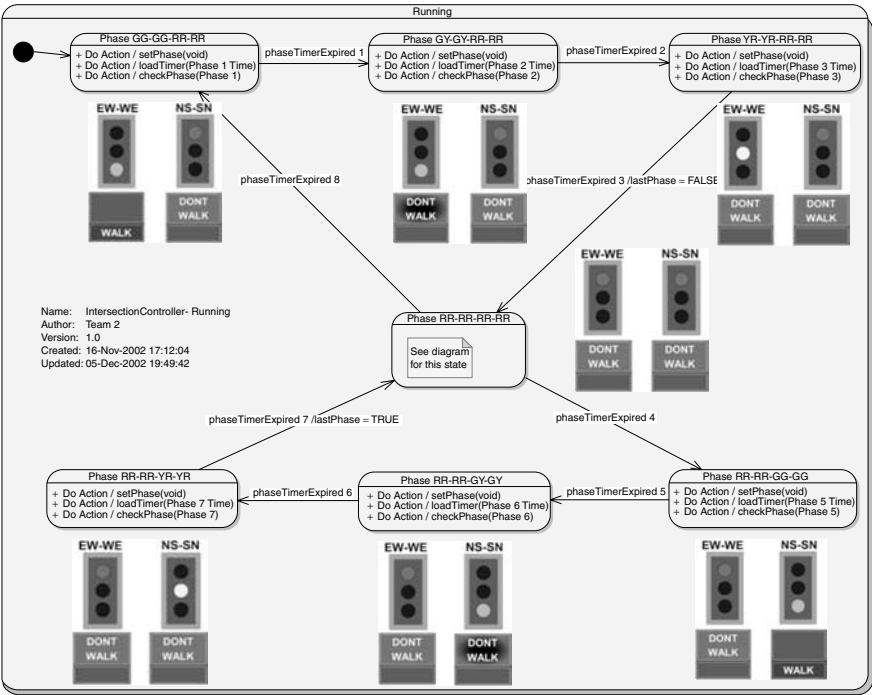 Running
Phase GG-GG-RR-RR
+ Do Action / setPhase(void)
+ Do Action / loadTimer(Phase 1 Time)
+ Do Action / checkPhase(Phase 1)
phaseTimerExpired 1
Phase GY-GY-RR-RR
+ Do Action / setPhase(void)
+ Do Action / loadTimer(Phase 2 Time)
+ Do Action / checkPhase(Phase 2)
phaseTimerExpired 2
Phase YR-YR-RR-RR
+ Do Action / setPhase(void)
+ Do Action / loadTimer(Phase 3 Time)
+ Do Action / checkPhase(Phase 3)
EW-WE
NS-SN
WALK
DONT
WALK
EW-WE
NS-SN
DONT
WALK
DONT
WALK
EW-WE
NS-SN
DONT
WALK
DONT
WALK
phaseTimerExpired 8
phaseTimerExpired 3 /lastPhase = FALSE
EW-WE
NS-SN
DONT
WALK
DONT
WALK
Name: IntersectionController- Running
Author: Team 2
Version: 1.0
Created: 16-Nov-2002 17:12:04
Updated: 05-Dec-2002 19:49:42
Phase RR-RR-RR-RR
See diagram
for this state
phaseTimerExpired 7 /lastPhase = TRUE
phaseTimerExpired 4
Phase RR-RR-YR-YR
+ Do Action / setPhase(void)
+ Do Action / loadTimer(Phase 7 Time)
+ Do Action / checkPhase(Phase 7)
phaseTimerExpired 6
Phase RR-RR-GY-GY
+ Do Action / setPhase(void)
+ Do Action / loadTimer(Phase 6 Time)
+ Do Action / checkPhase(Phase 6)
phaseTimerExpired 5
Phase RR-RR-GG-GG
+ Do Action / setPhase(void)
+ Do Action / loadTimer(Phase 5 Time)
+ Do Action / checkPhase(Phase 5)
EW-WE
NS-SN
DONT
WALK
DONT
WALK
EW-WE
NS-SN
DONT
WALK
DONT
WALK
EW-WE
NS-SN
DONT
WALK
WALK